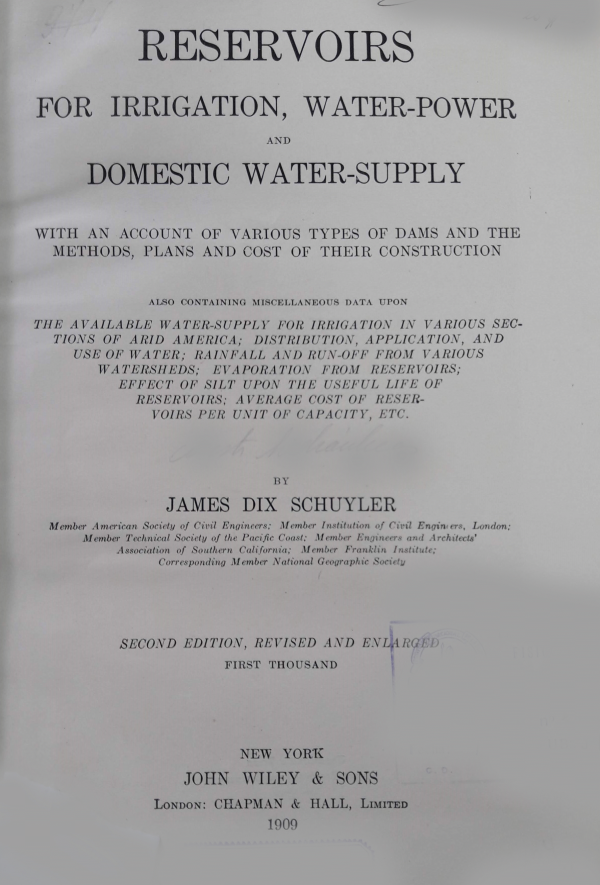 RESERVOIRS
FOR IRRIGATION, WATER-POWER
AND
DOMESTIC WATER-SUPPLY
WITH AN ACCOUNT OF VARIOUS TYPES OF DAMS AND THE
METHODS, PLANS AND COST OF THEIR CONSTRUCTION
ALSO CONTAINING MISCELLANEOUS DATA UPON
THE AVAILABLE WATER-SUPPLY FOR IRRIGATION IN VARIOUS SEC-
TIONS OF ARID AMERICA; DISTRIBUTION, APPLICATION, AND
USE OF WATER; RAINFALL AND RUN-OFF FROM VARIOUS
WATERSHEDS; EVAPORATION FROM RESERVOIRS;
EFFECT OF SILT UPON THE USEFUL LIFE OF
RESERVOIRS; AVERAGE COST OF RESER-
VOIRS PER UNIT OF CAPACITY, ETC.
BY
JAMES DIX SCHUYLER
Member American Society of Civil Engineers; Member Institution of Civil Engineers, London;
Member Technical Society of the Pacific Coast; Member Engineers and Architects'
Association of Southern California; Member Franklin Institute;
Corresponding Member National Geographic Society
SECOND EDITION, REVISED AND ENLARGED
FIRST THOUSAND
NEW YORK
JOHN WILEY & SONS
LONDON: CHAPMAN & HALL, LIMITED
1909